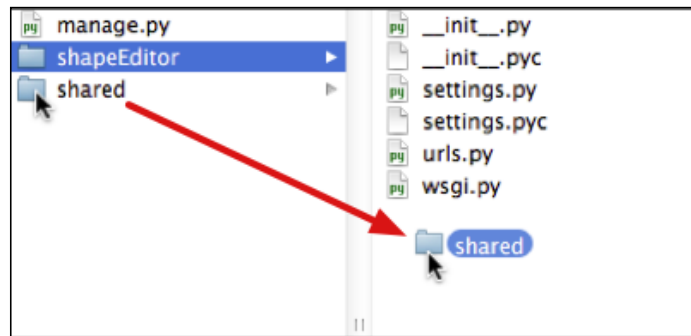 manage.py
shapeEditor
shared
__init__.py
__init__.pyc
settings.py
settings.pyc
urls.py
wsgi.py
shared